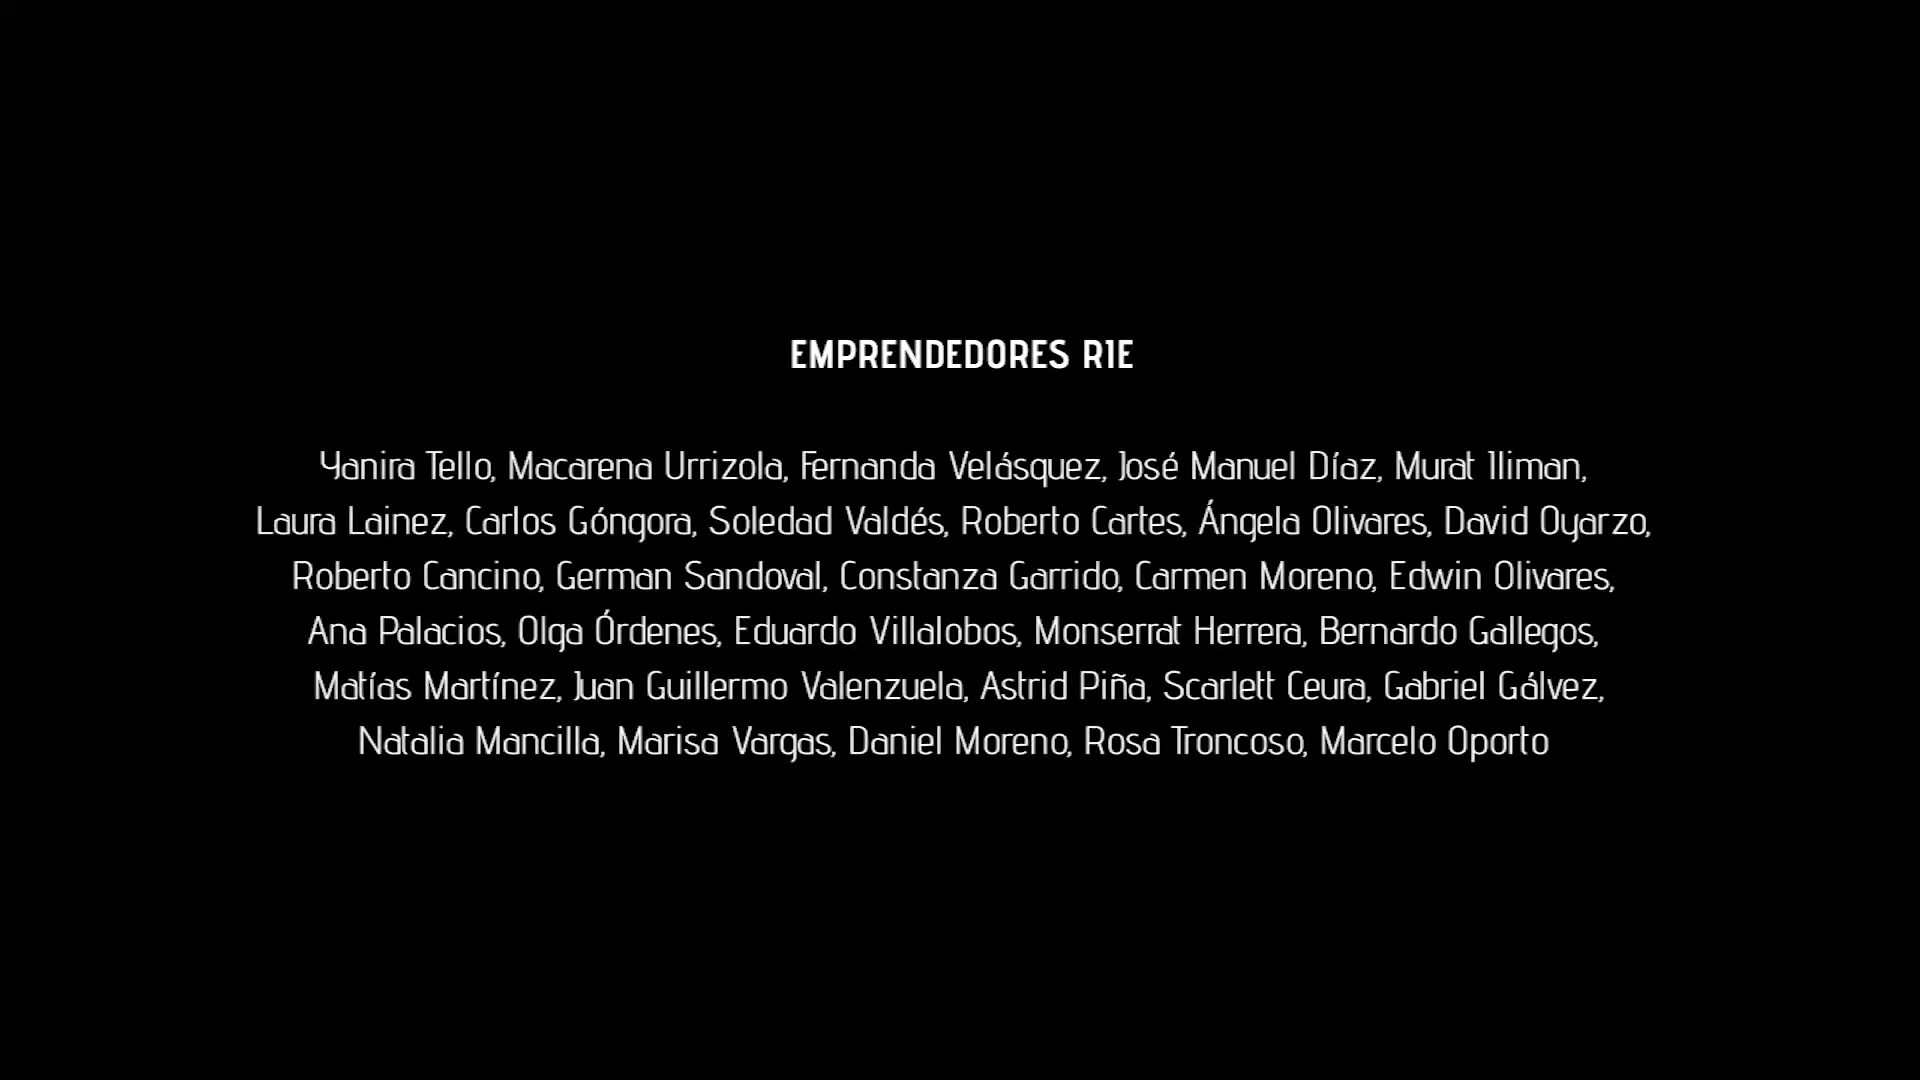 EMPRENDEDORES RIE
Yanira Tello, Macarena Urrizola, Fernanda Velásquez, José Manuel Díaz, Murat Iliman,
Laura Lainez, Carlos Góngora, Soledad Valdés, Roberto Cartes, Ángela Olivares, David Oyarzo,
Roberto Cancino, German Sandoval, Constanza Garrido, Carmen Moreno, Edwin Olivares,
Ana Palacios, Olga Órdenes, Eduardo Villalobos, Monserrat Herrera, Bernardo Gallegos,
Matías Martínez, Juan Guillermo Valenzuela, Astrid Piña, Scarlett Ceura, Gabriel Gálvez,
Natalia Mancilla, Marisa Vargas, Daniel Moreno, Rosa Troncoso, Marcelo Oporto